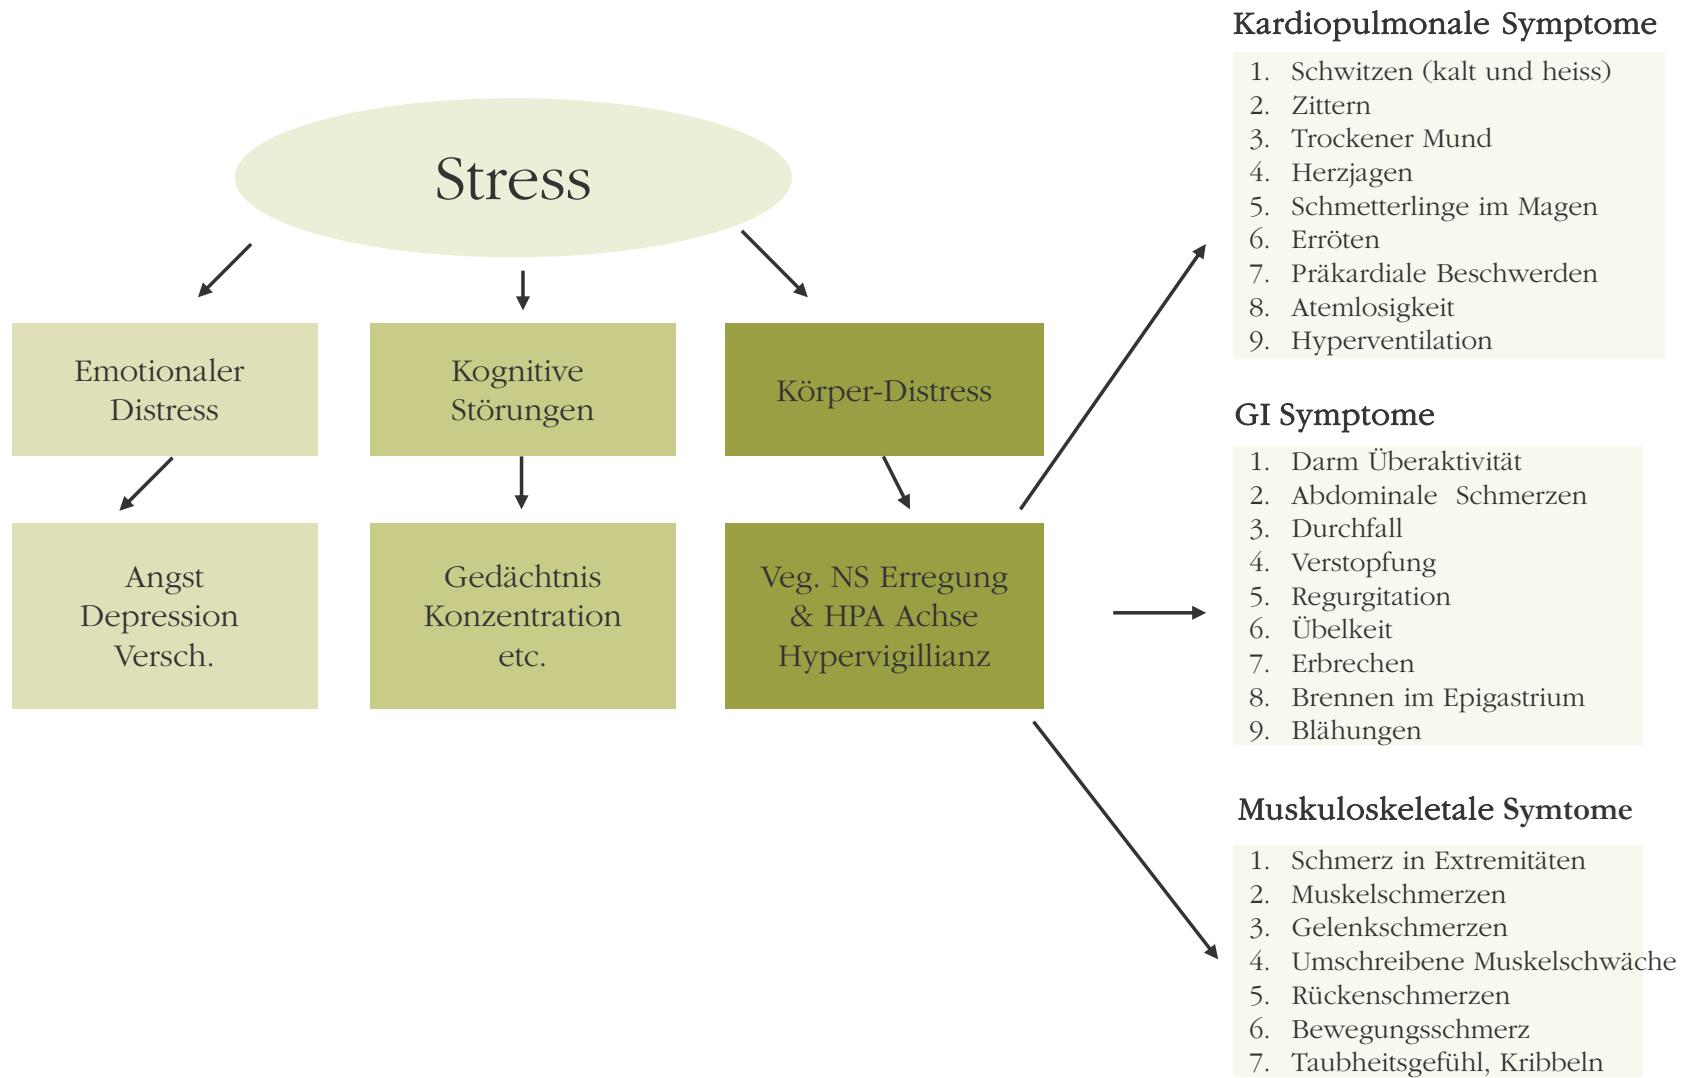 Stress
Emotionaler
Distress
Kognitive
Störungen
Körper-Distress
Angst
Depression
Versch.
Gedächtnis
Konzentration
etc.
Veg. NS Erregung
& HPA Achse
Hypervigillianz
Kardiopulmonale Symptome
1. Schwitzen (kalt und heiss)
2. Zittern
3. Trockener Mund
4. Herzjagen
5. Schmetterlinge im Magen
6. Erröten
7. Präkardiale Beschwerden
8. Atemlosigkeit
9. Hyperventilation
GI Symptome
1. Darm Überaktivität
2. Abdominale Schmerzen
3. Durchfall
4. Verstopfung
5. Regurgitation
6. Übelkeit
7. Erbrechen
8. Brennen im Epigastrium
9. Blähungen
Muskuloskeletale Symtome
1. Schmerz in Extremitäten
2. Muskelschmerzen
3. Gelenkschmerzen
4. Umschreibene Muskelschwäche
5. Rückenschmerzen
6. Bewegungsschmerz
7. Taubheitsgefühl, Kribbeln